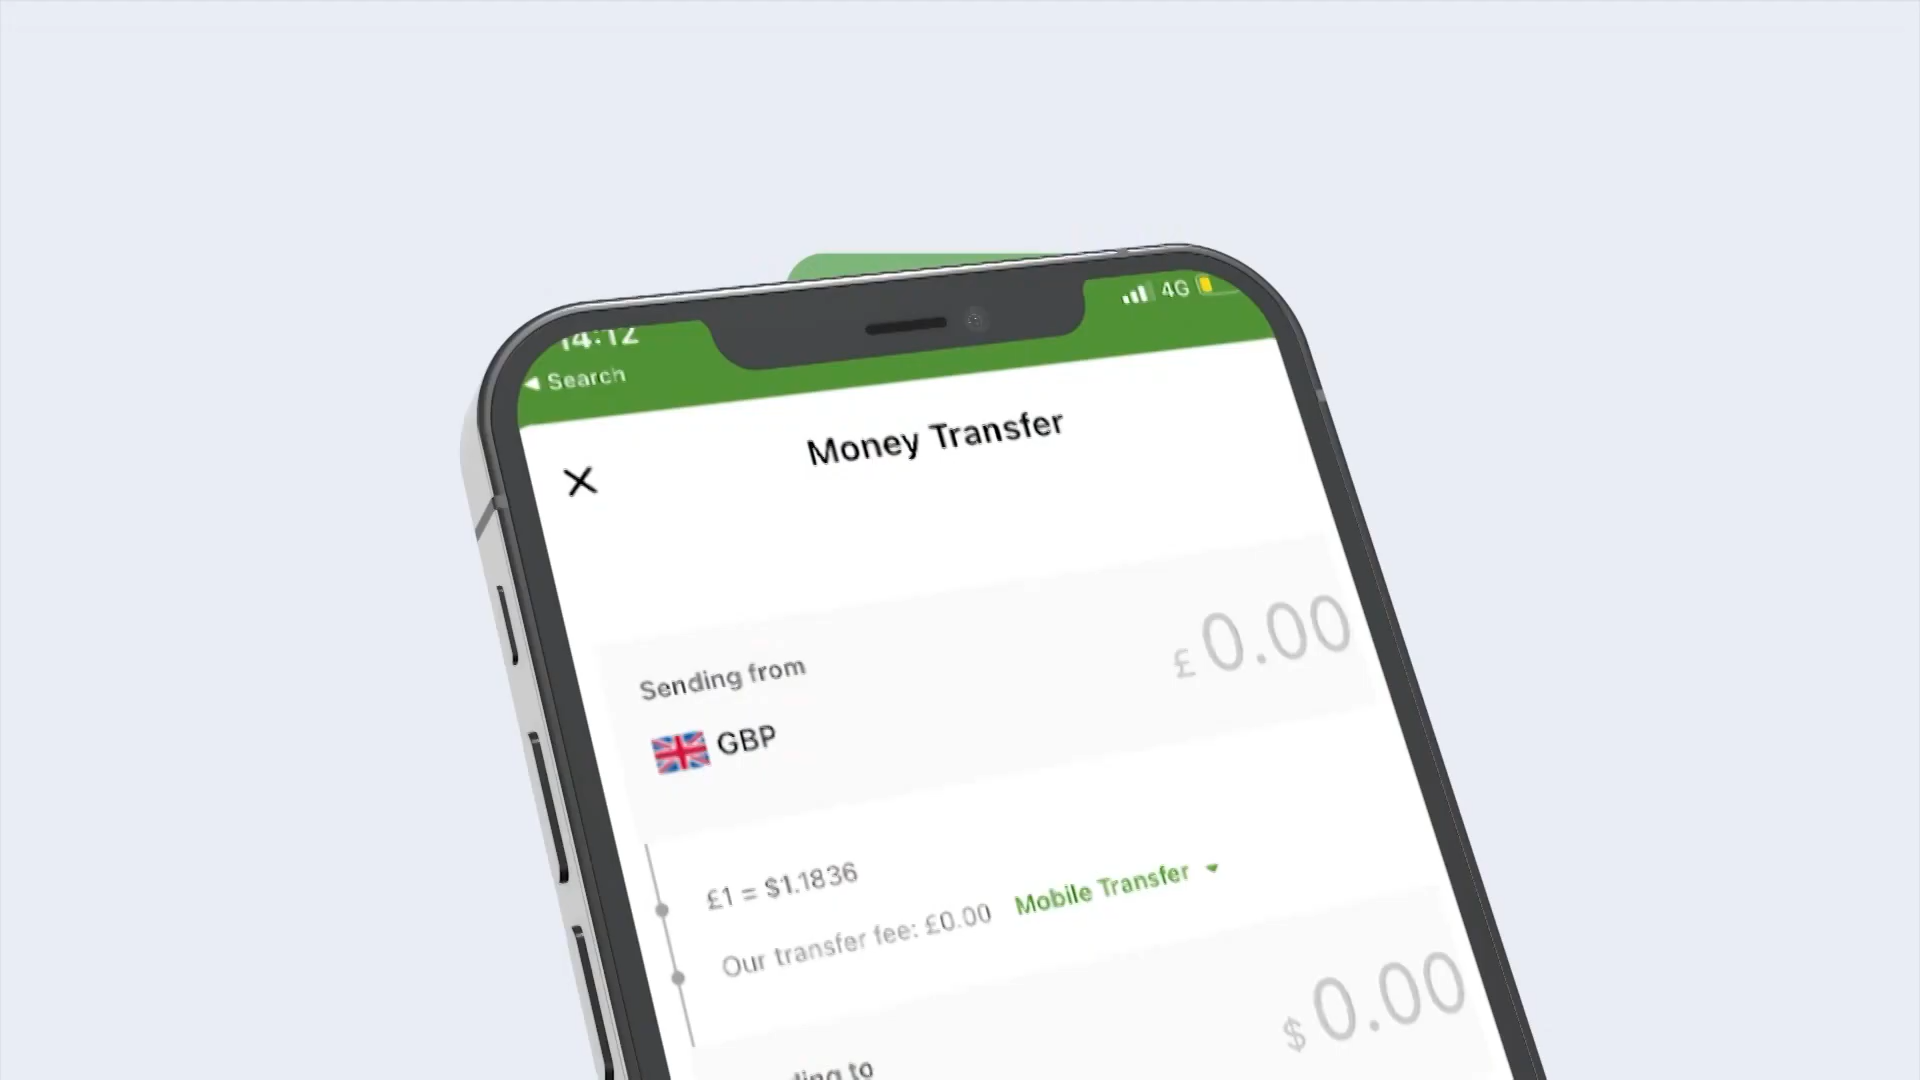 14:12
4G
Search
Money Transfer
Sending from
£0.00
GBP
£1 = $1.1836
Our transfer fee: £0.00 Mobile Transfer
$0.00
to